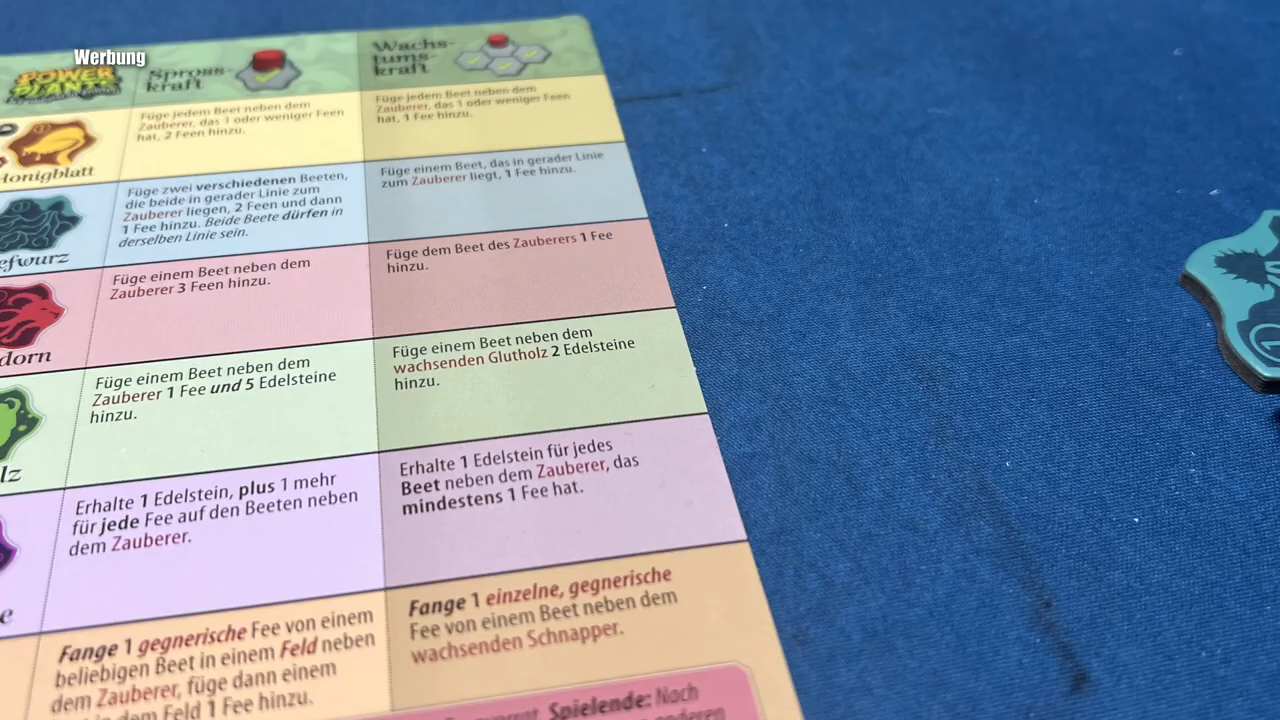 Werbung
POWER PLANTS
Spross-
kraft
Wachs-
tums-
kraft
Honigblatt
Füge jedem Beet neben dem
Zauberer, das 1 oder weniger Feen
hat, 2 Feen hinzu.
Füge jedem Beet neben dem
Zauberer, das 1 oder weniger Feen
hat, 1 Fee hinzu.
efwurz
Füge zwei verschiedenen Beeten,
die beide in gerader Linie zum
Zauberer liegen, 2 Feen und dann
1 Fee hinzu. Beide Beete dürfen in
derselben Linie sein.
Füge einem Beet, das in gerader Linie
zum Zauberer liegt, 1 Fee hinzu.
dorn
Füge einem Beet neben dem
Zauberer 3 Feen hinzu.
Füge dem Beet des Zauberers 1 Fee
hinzu.
lz
Füge einem Beet neben dem
Zauberer 1 Fee und 5 Edelsteine
hinzu.
Füge einem Beet neben dem
wachsenden Glutholz 2 Edelsteine
hinzu.
e
Erhalte 1 Edelstein, plus 1 mehr
für jede Fee auf den Beeten neben
dem Zauberer.
Erhalte 1 Edelstein für jedes
Beet neben dem Zauberer, das
mindestens 1 Fee hat.
Fange 1 gegnerische Fee von einem
beliebigen Beet in einem Feld neben
dem Zauberer, füge dann einem
in dem Feld 1 Fee hinzu.
Fange 1 einzelne, gegnerische
Fee von einem Beet neben dem
wachsenden Schnapper.
Spielende: Noch
anderen